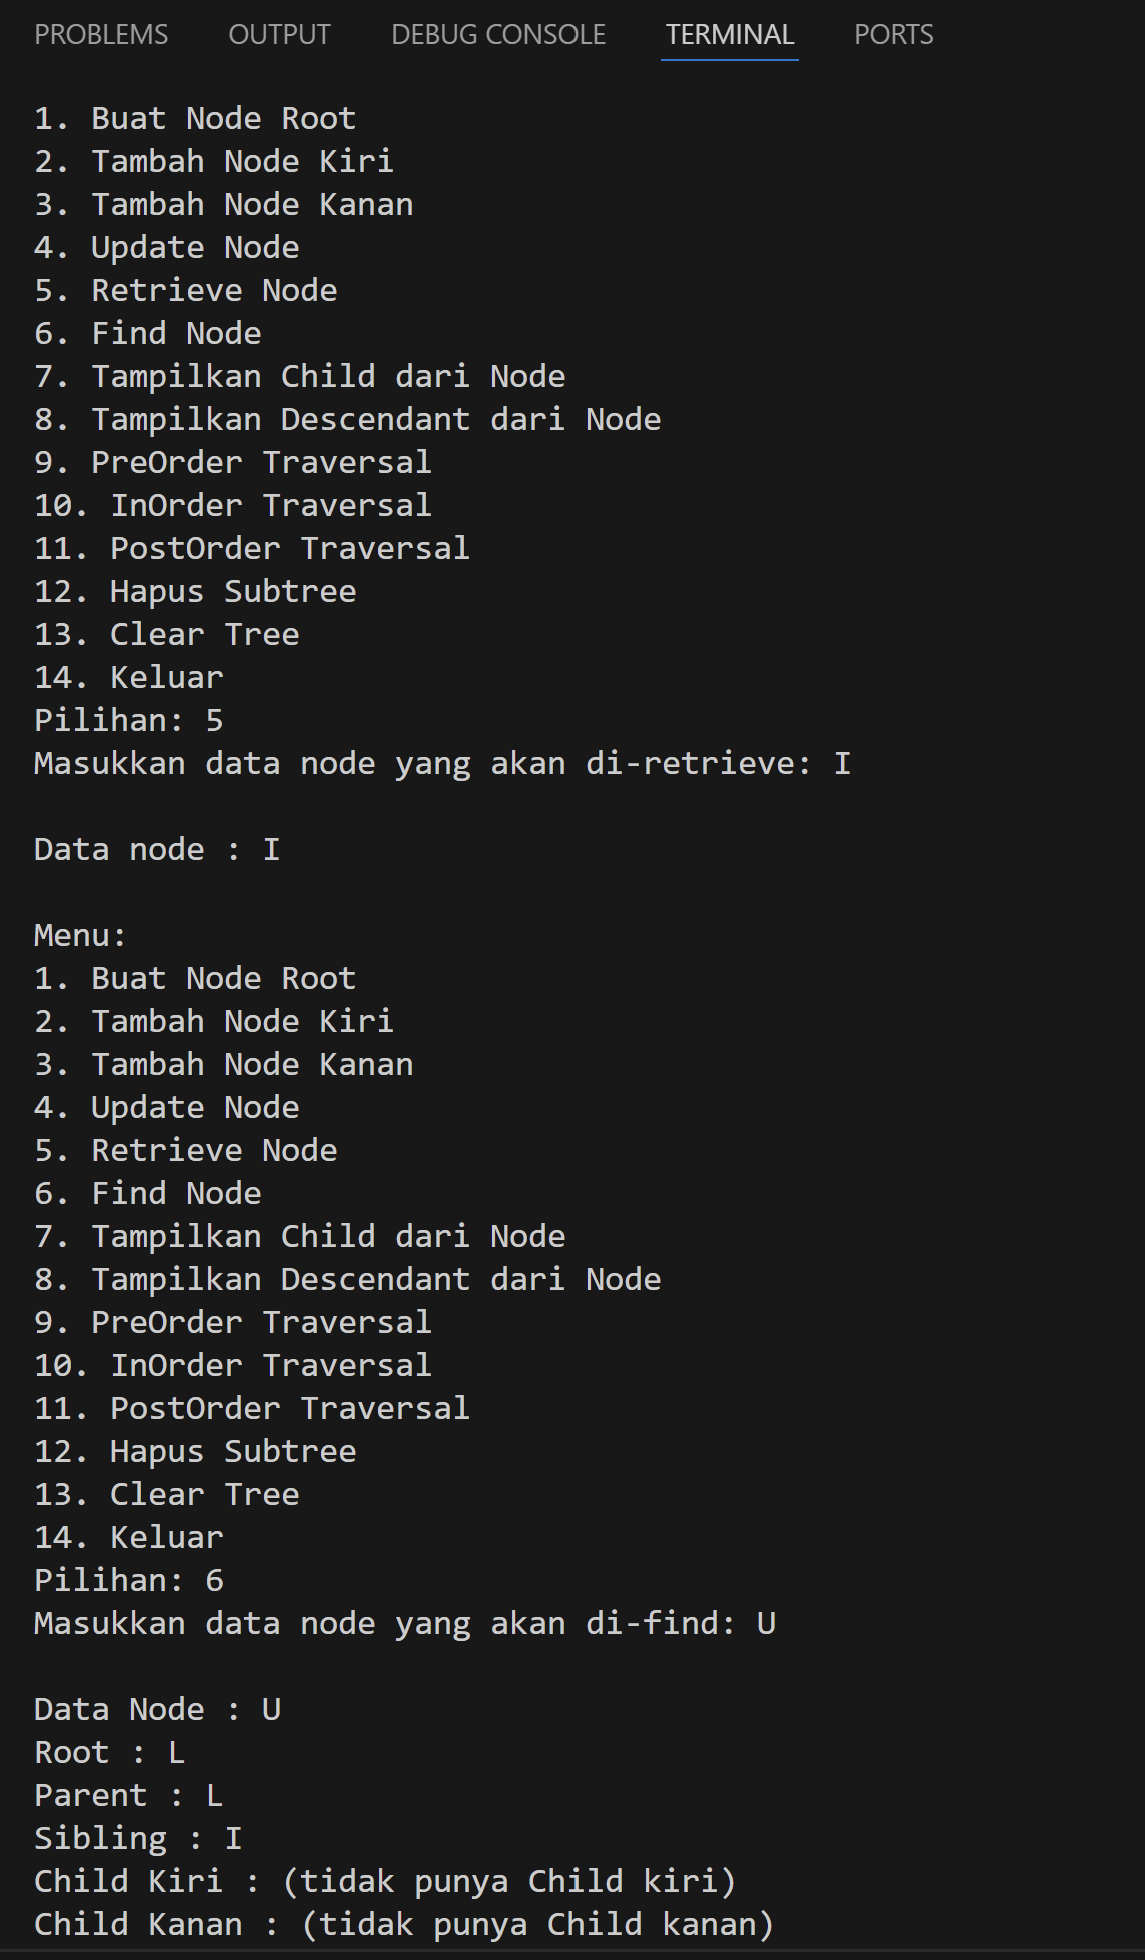 PROBLEMS OUTPUT DEBUG CONSOLE TERMINAL PORTS
1. Buat Node Root
2. Tambah Node Kiri
3. Tambah Node Kanan
4. Update Node
5. Retrieve Node
6. Find Node
7. Tampilkan Child dari Node
8. Tampilkan Descendant dari Node
9. PreOrder Traversal
10. InOrder Traversal
11. PostOrder Traversal
12. Hapus Subtree
13. Clear Tree
14. Keluar
Pilihan: 5
Masukkan data node yang akan di-retrieve: I
Data node : I
Menu:
1. Buat Node Root
2. Tambah Node Kiri
3. Tambah Node Kanan
4. Update Node
5. Retrieve Node
6. Find Node
7. Tampilkan Child dari Node
8. Tampilkan Descendant dari Node
9. PreOrder Traversal
10. InOrder Traversal
11. PostOrder Traversal
12. Hapus Subtree
13. Clear Tree
14. Keluar
Pilihan: 6
Masukkan data node yang akan di-find: U
Data Node : U
Root : L
Parent : L
Sibling : I
Child Kiri : (tidak punya Child kiri)
Child Kanan : (tidak punya Child kanan)